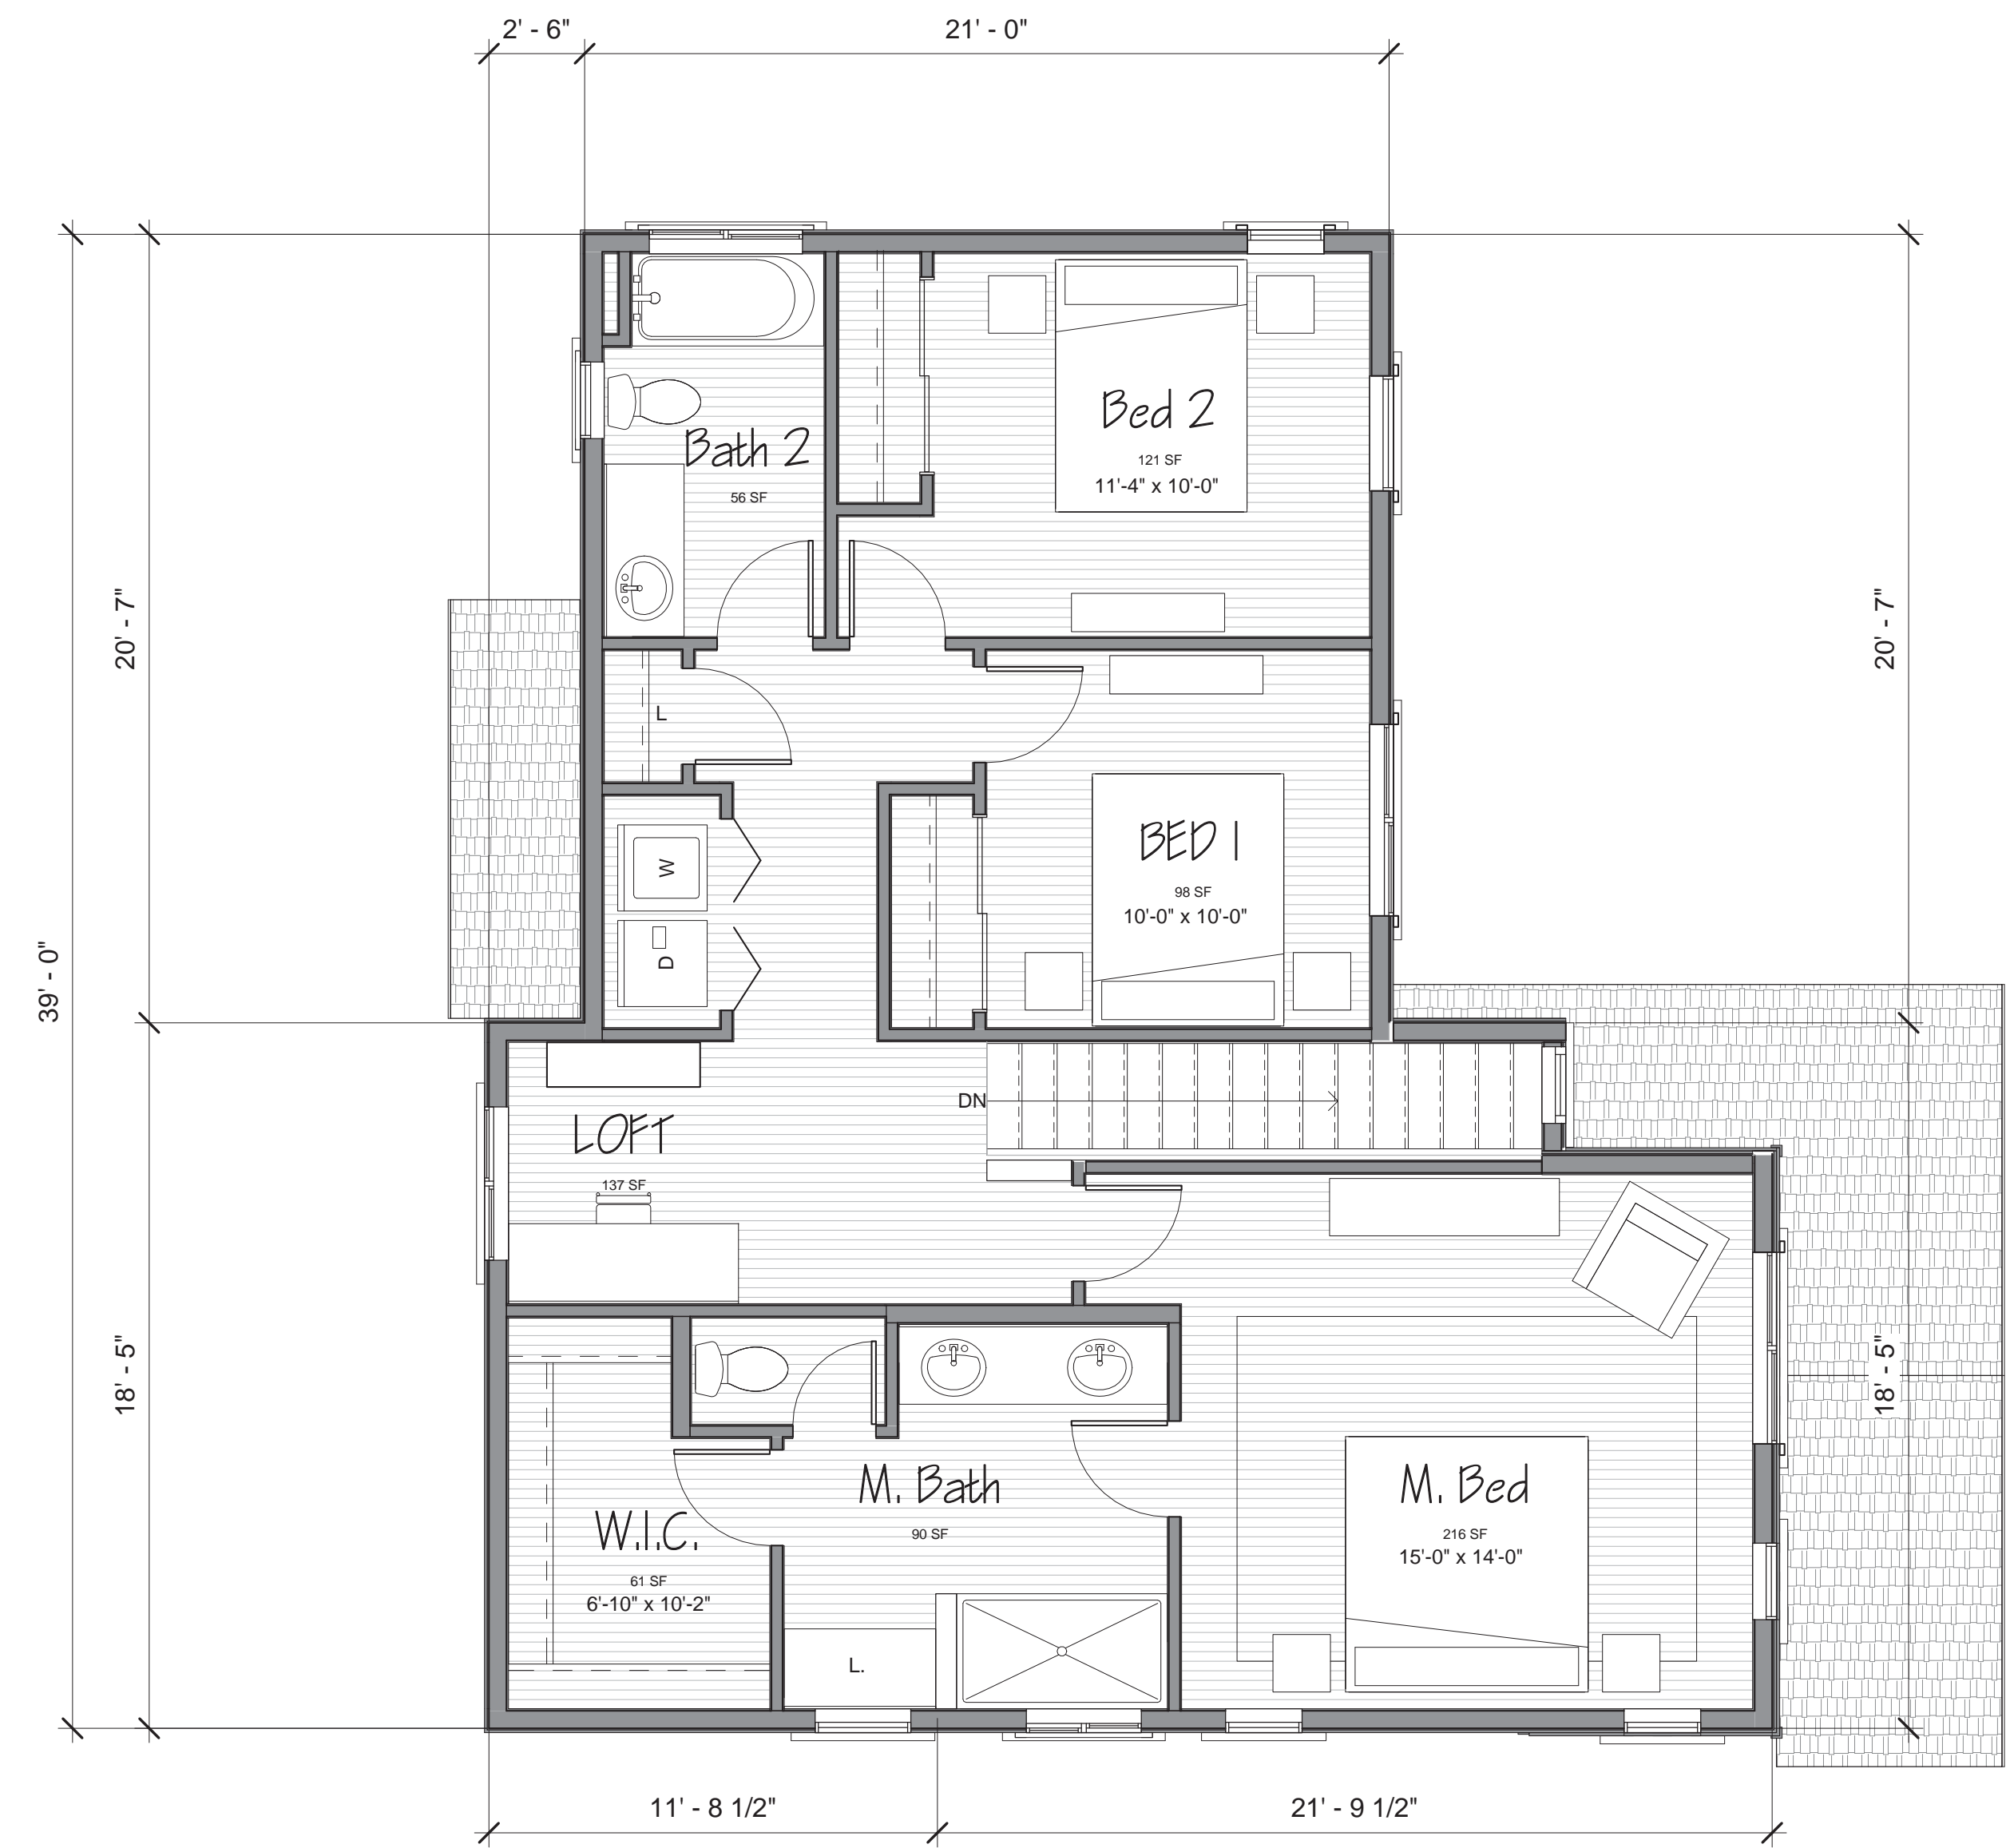 2' - 6"
21' - 0"
Bed 2
121 SF
11'-4" x 10'-0"
Bath 2
56 SF
20' - 7"
20' - 7"
L
W
D
BED 1
98 SF
10'-0" x 10'-0"
39' - 0"
DN
LOFT
137 SF
18' - 5"
18' - 5"
M. Bath
90 SF
M. Bed
216 SF
15'-0" x 14'-0"
W.I.C.
61 SF
6'-10" x 10'-2"
L.
11' - 8 1/2"
21' - 9 1/2"